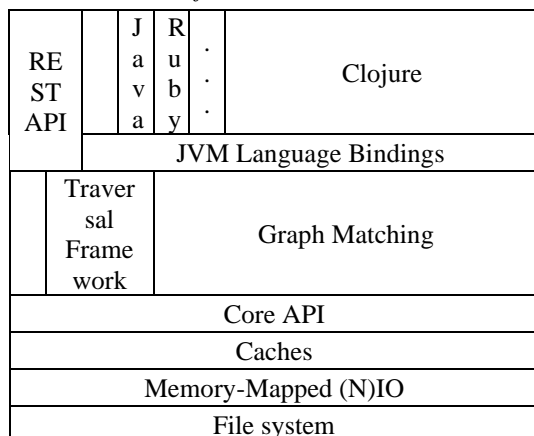 RE
ST
API
J
a
v
a
R
u
b
y
.
.
.
Clojure
JVM Language Bindings
Traver
sal
Frame
work
Graph Matching
Core API
Caches
Memory-Mapped (N)IO
File system